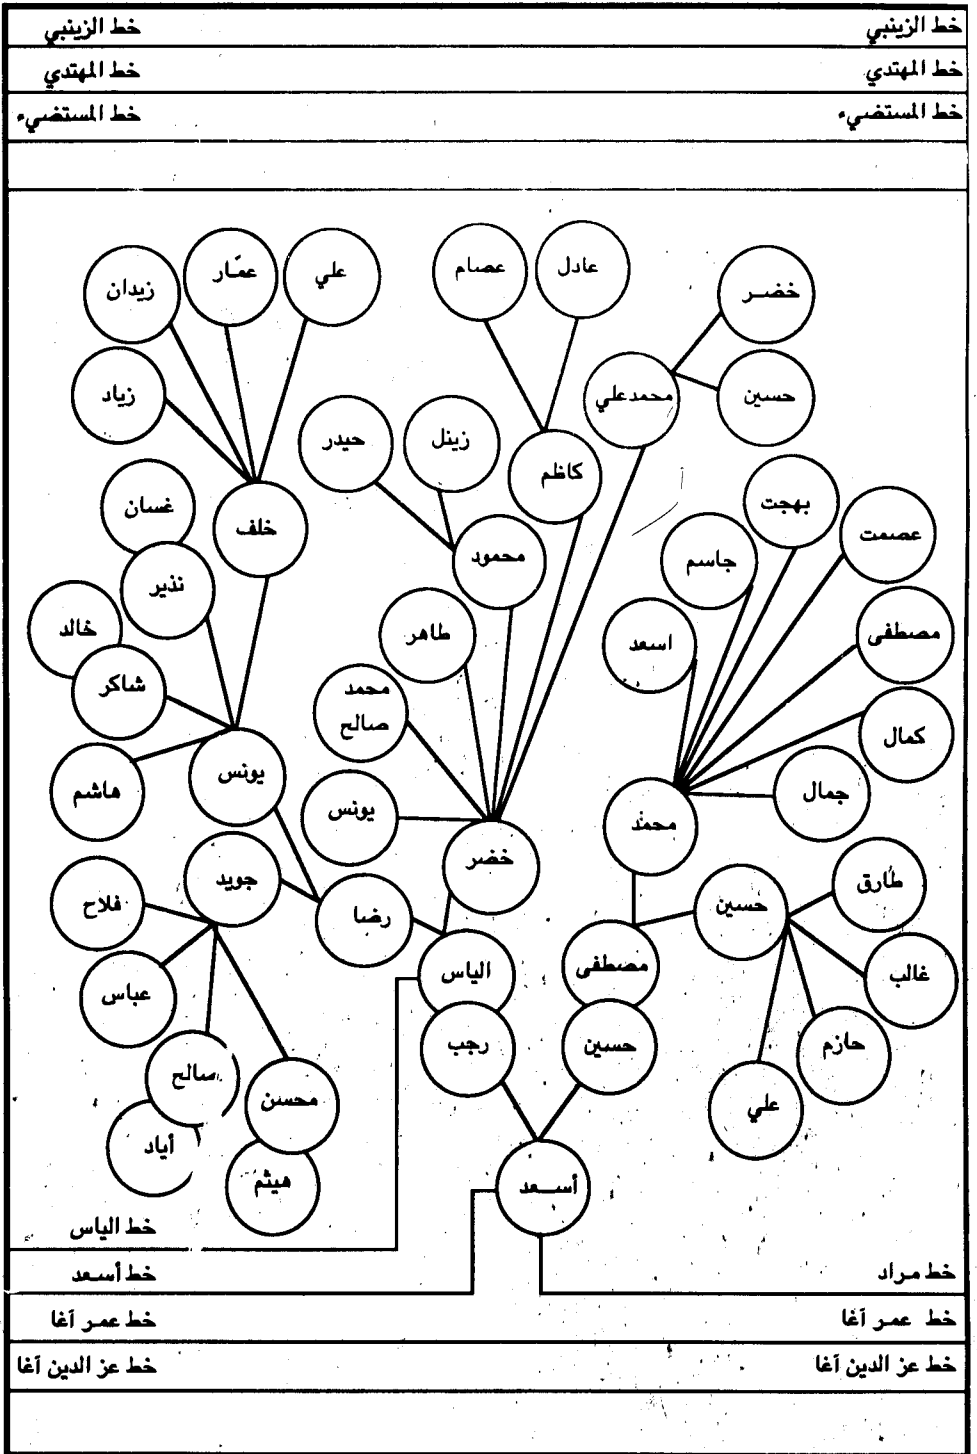 خط الزينبي
خط الزينبي
خط المهتدي
خط المهتدي
خط المستضيء
خط المستضيء
خضر
عادل
عصام
علي
عمّار
زيدان
حسين
محمد علي
زياد
بهجت
عصمت
جاسم
كاظم
زينل
حيدر
خلف
غسان
محمود
نذير
مصطفى
اسعد
طاهر
خالد
شاكر
كمال
محمد
صالح
جمال
محمد
يونس
يونس
هاشم
خضر
طارق
حسين
جويد
رضا
فلاح
غالب
مصطفى
الياس
عباس
حازم
حسين
رجب
صالح
محسن
علي
أياد
هيثم
أسعد
خط الياس
خط مراد
خط أسعد
خط عمر آغا
خط عمر آغا
خط عز الدين آغا
خط عز الدين آغا